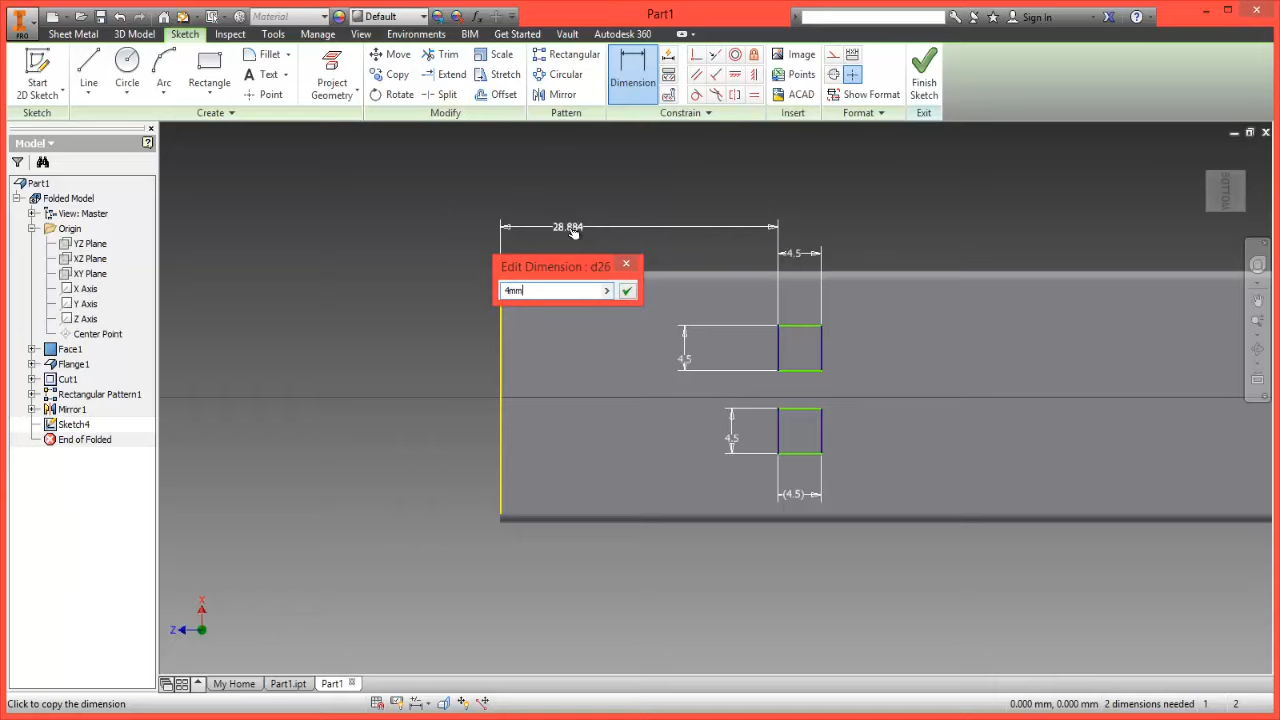 Material
Default
Part1
Sign In
PRO
Sheet Metal
3D Model
Sketch
Inspect
Tools
Manage
View
Environments
BIM
Get Started
Vault
Autodesk 360
Start
2D Sketch
Line
Circle
Arc
Rectangle
Fillet
Text
Point
Project
Geometry
Move
Copy
Rotate
Trim
Extend
Split
Scale
Stretch
Offset
Rectangular
Circular
Mirror
Dimension
Image
Points
ACAD
Show Format
Finish
Sketch
Sketch
Create
Modify
Pattern
Constrain
Insert
Format
Exit
Model
Part1
Folded Model
View: Master
Origin
YZ Plane
XZ Plane
XY Plane
X Axis
Y Axis
Z Axis
Center Point
Face1
Flange1
Cut1
Rectangular Pattern1
Mirror1
Sketch4
End of Folded
BOTTOM
28.884
4.5
Edit Dimension : d26
4mm
4.5
4.5
(4.5)
X
Z
My Home
Part1.ipt
Part1
Click to copy the dimension
0.000 mm, 0.000 mm
2 dimensions needed
1
2